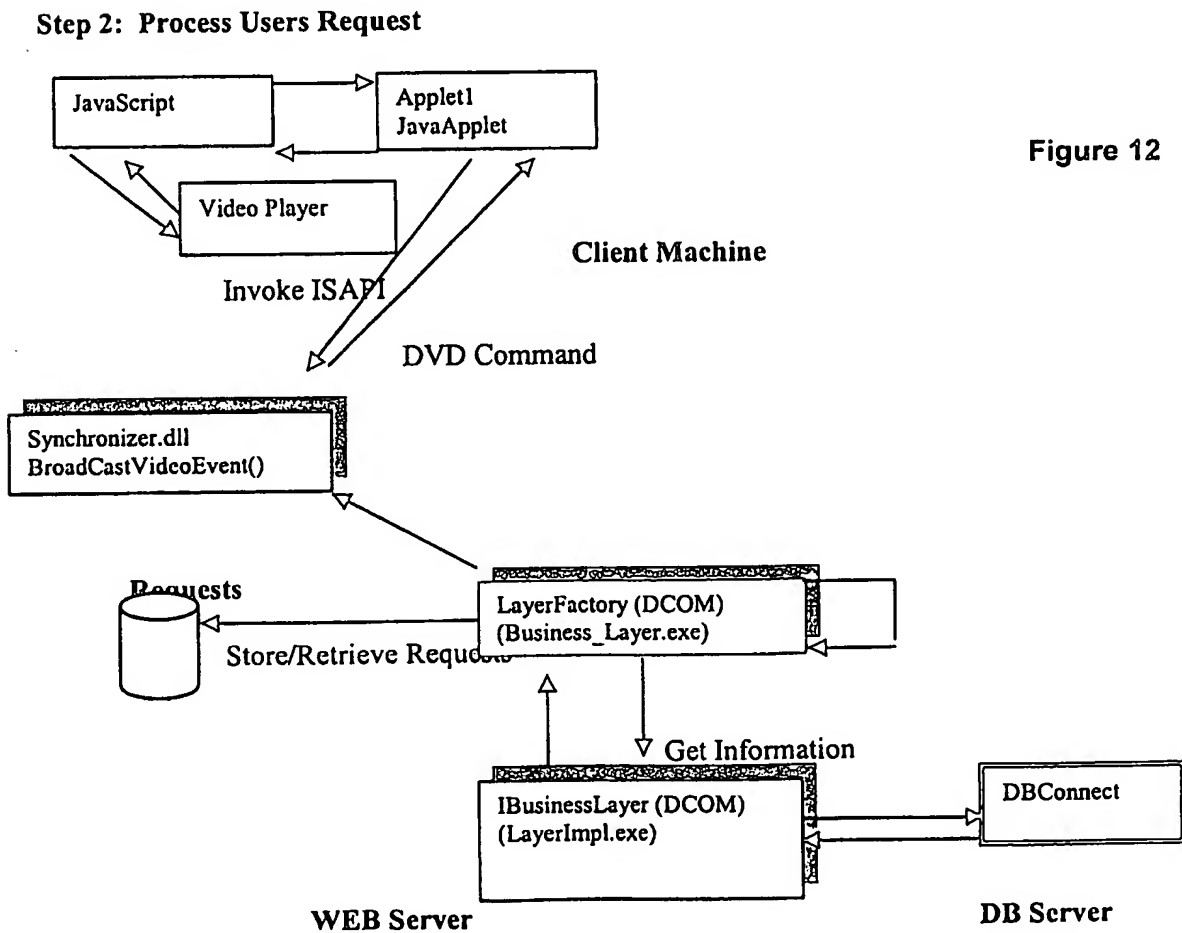 Step 2: Process Users Request
JavaScript
Applet1
JavaApplet
Figure 12
Video Player
Client Machine
Invoke ISAPI
DVD Command
Synchronizer.dll
BroadCastVideoEvent()
Requests
LayerFactory (DCOM)
(Business_Layer.exe)
Store/Retrieve Requests
Get Information
IBusinessLayer (DCOM)
(LayerImpl.exe)
DBConnect
WEB Server
DB Server